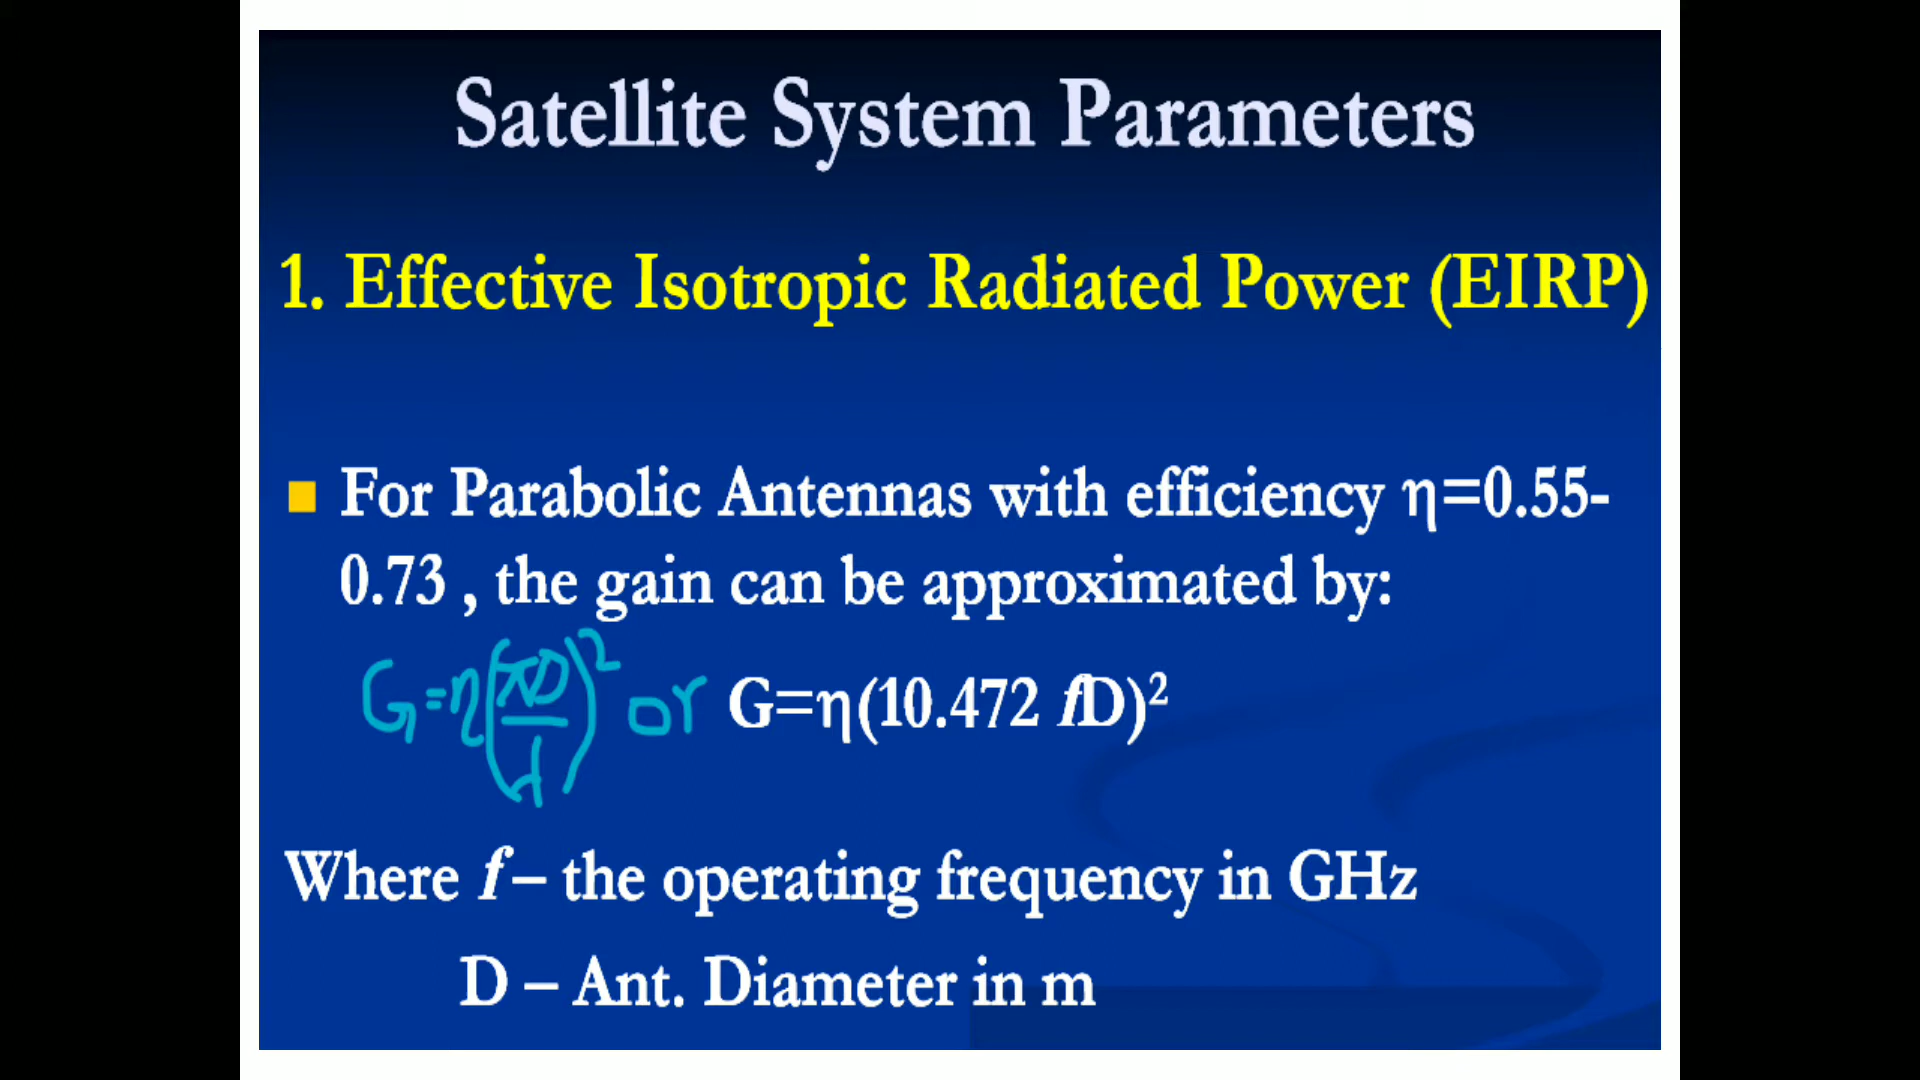 Satellite System Parameters
1. Effective Isotropic Radiated Power (EIRP)
For Parabolic Antennas with efficiency η=0.55-
0.73 , the gain can be approximated by:
G=η(πD/λ)² or G=η(10.472 fD)²
Where f – the operating frequency in GHz
D – Ant. Diameter in m